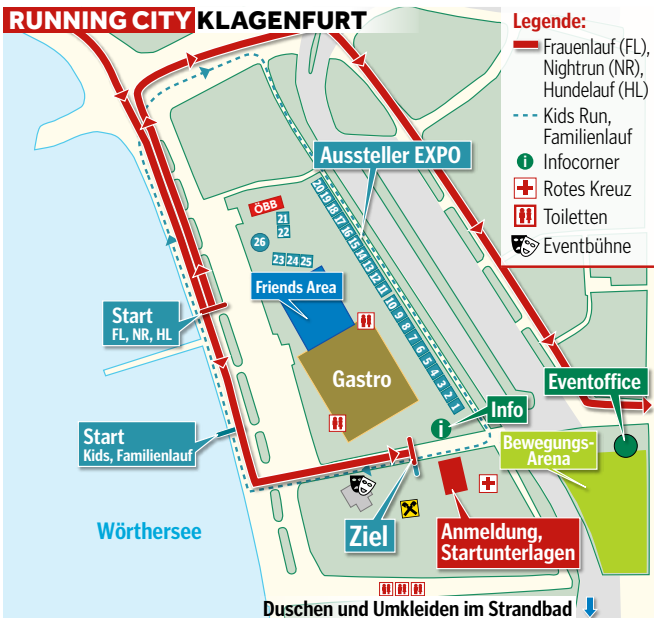 RUNNING CITY KLAGENFURT
Legende:
Frauenlauf (FL),
Nightrun (NR),
Hundelauf (HL)
Kids Run,
Familienlauf
i Infocorner
Rotes Kreuz
Toiletten
Eventbühne
Aussteller EXPO
20 19 18 17 16 15 14 13 12 11 10 9 8 7 6 5 4 3 2 1
ÖBB
21
22
26
23 24 25
Friends Area
Start
FL, NR, HL
Gastro
Eventoffice
Info
i
Start
Kids, Familienlauf
Bewegungs-
Arena
Wörthersee
Ziel
Anmeldung,
Startunterlagen
Duschen und Umkleiden im Strandbad